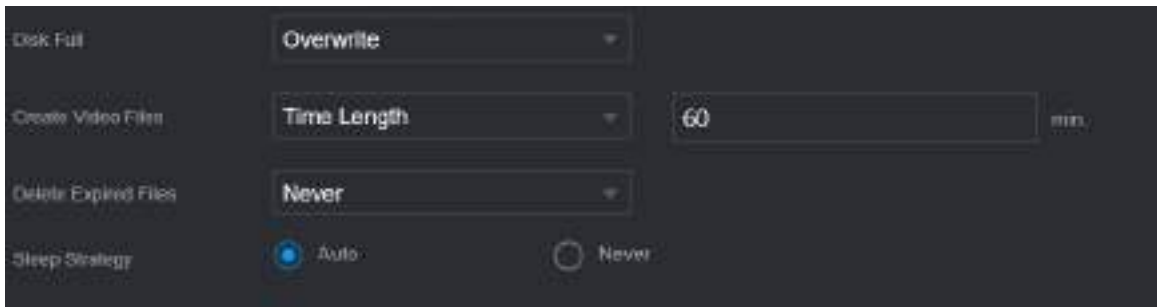 Disk Full Overwrite
Create Video Files Time Length 60 min.
Delete Expired Files Never
Sleep Strategy Auto Never